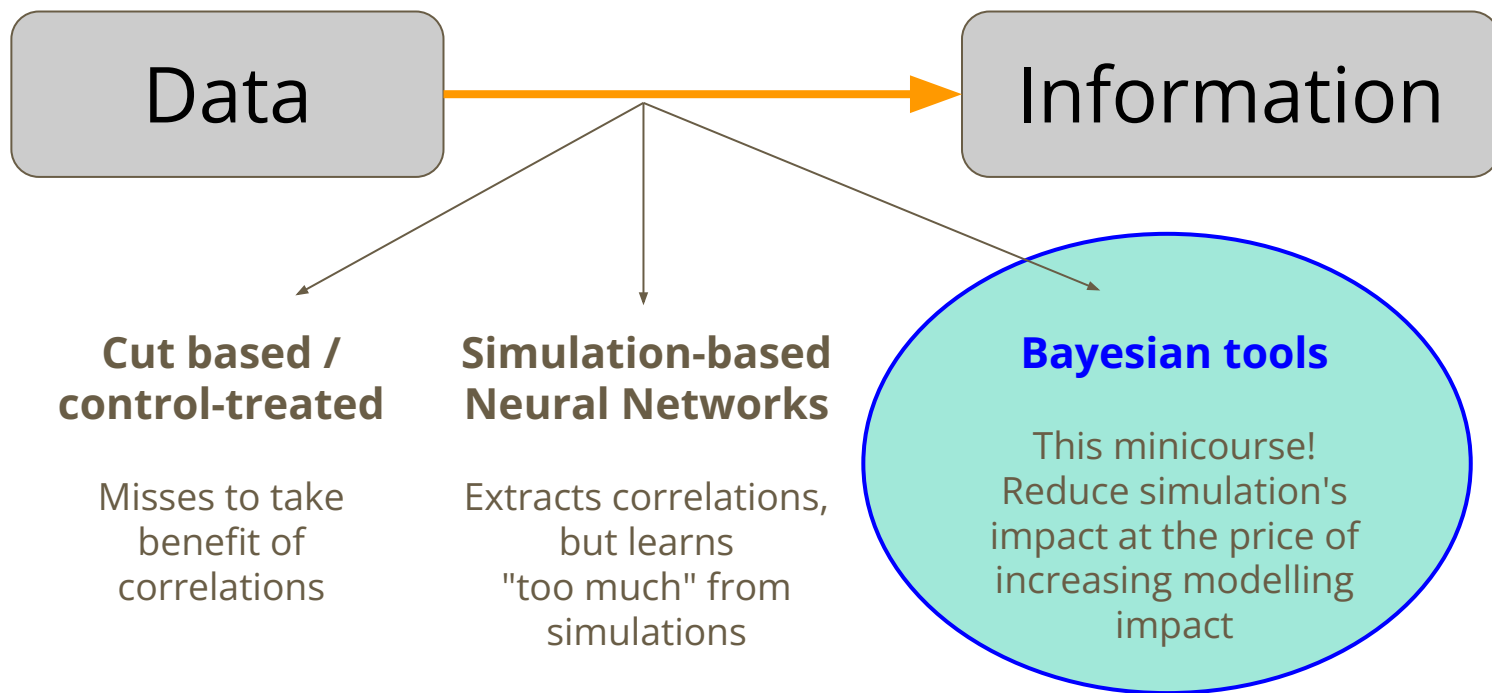 Data
Information
Cut based /
control-treated
Misses to take
benefit of
correlations
Simulation-based
Neural Networks
Extracts correlations,
but learns
"too much" from
simulations
Bayesian tools
This minicourse!
Reduce simulation's
impact at the price of
increasing modelling
impact